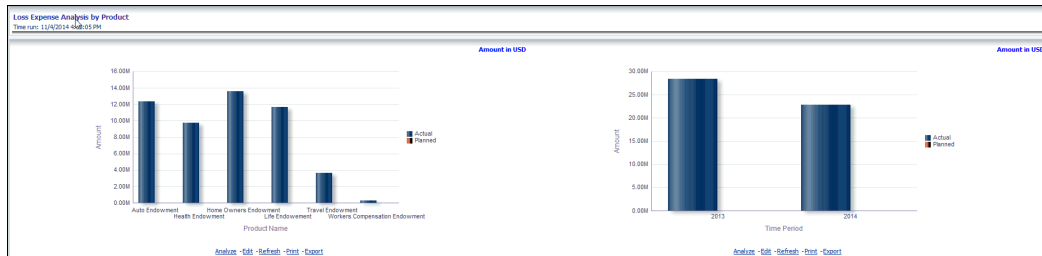 Loss Expense Analysis by Product
Time run: 11/4/2014 4: :05 PM
Amount in USD
16.00M
14.00M
12.00M
10.00M
8.00M
6.00M
4.00M
2.00M
0.00M
Amount
Auto Endowment Home Owners Endowment Travel Endowment
Health Endowment Life Endowement Workers Compensation Endowment
Product Name
Actual
Planned
Analyze - Edit - Refresh - Print - Export
Amount in USD
30.00M
25.00M
20.00M
15.00M
10.00M
5.00M
0.00M
Amount
2013 2014
Time Period
Actual
Planned
Analyze - Edit - Refresh - Print - Export